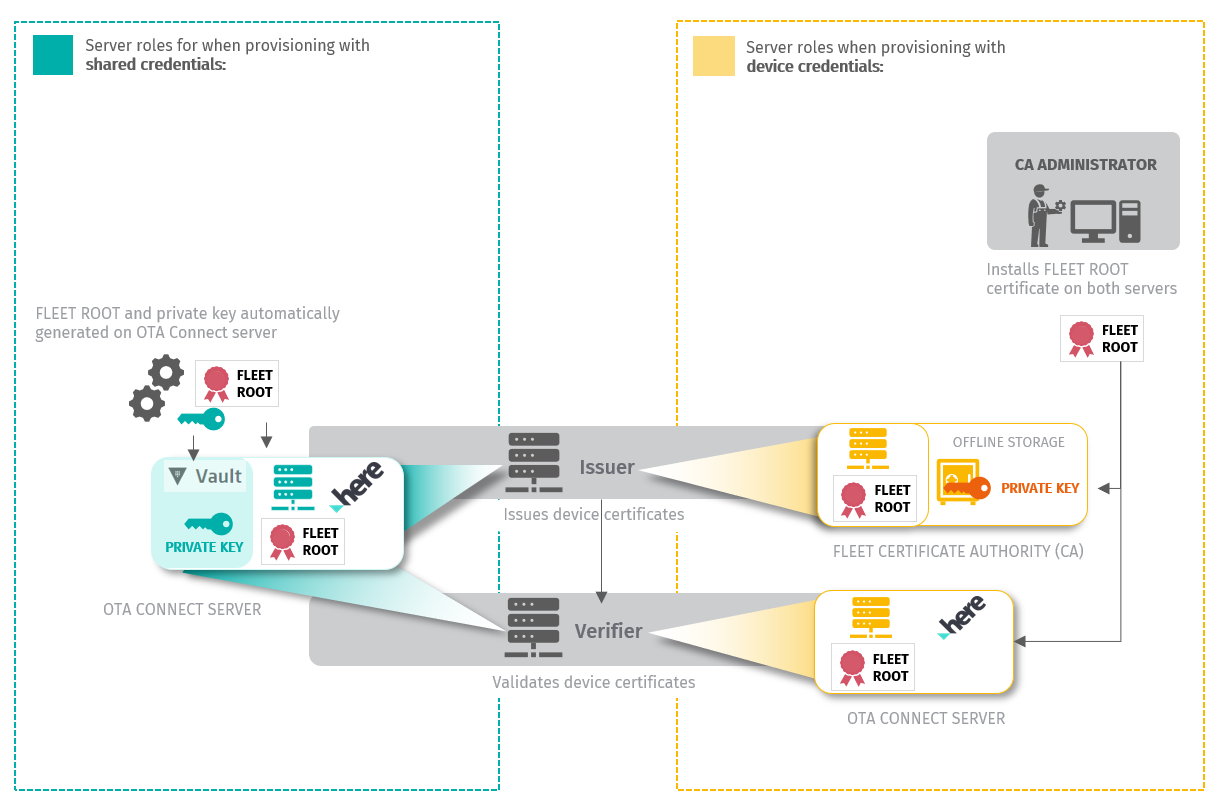 Server roles for when provisioning with
shared credentials:
Server roles when provisioning with
device credentials:
CA ADMINISTRATOR
Installs FLEET ROOT
certificate on both servers
FLEET
ROOT
FLEET ROOT and private key automatically
generated on OTA Connect server
FLEET
ROOT
Vault
PRIVATE KEY
here
FLEET
ROOT
OTA CONNECT SERVER
Issuer
Issues device certificates
FLEET
ROOT
OFFLINE STORAGE
PRIVATE KEY
FLEET CERTIFICATE AUTHORITY (CA)
Verifier
Validates device certificates
here
FLEET
ROOT
OTA CONNECT SERVER